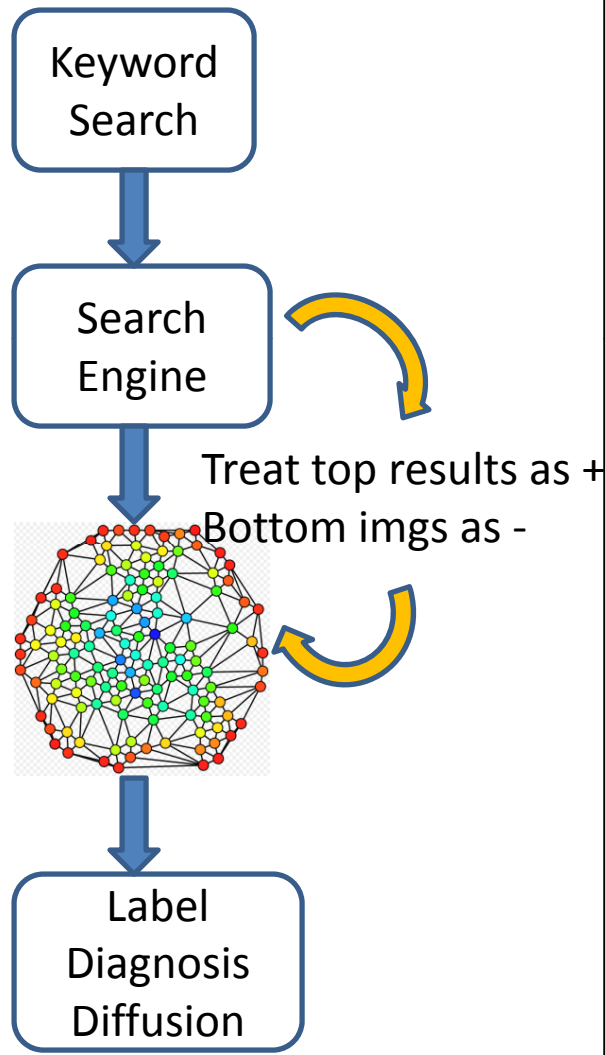 Keyword
Search
Search
Engine
Treat top results as +
Bottom imgs as -
Label
Diagnosis
Diffusion